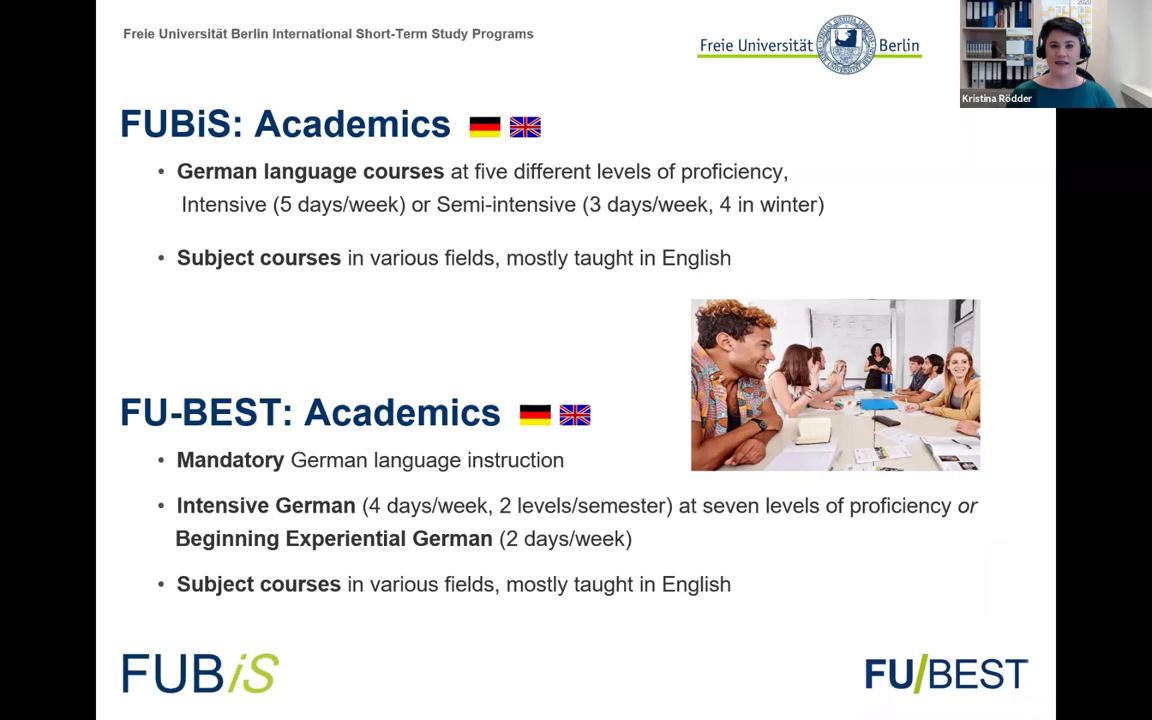 Freie Universität Berlin International Short-Term Study Programs
Freie Universität Berlin
Kristina Rödder
FUBiS: Academics
• German language courses at five different levels of proficiency,
Intensive (5 days/week) or Semi-intensive (3 days/week, 4 in winter)
• Subject courses in various fields, mostly taught in English
FU-BEST: Academics
• Mandatory German language instruction
• Intensive German (4 days/week, 2 levels/semester) at seven levels of proficiency or
Beginning Experiential German (2 days/week)
• Subject courses in various fields, mostly taught in English
FUBiS
FU/BEST